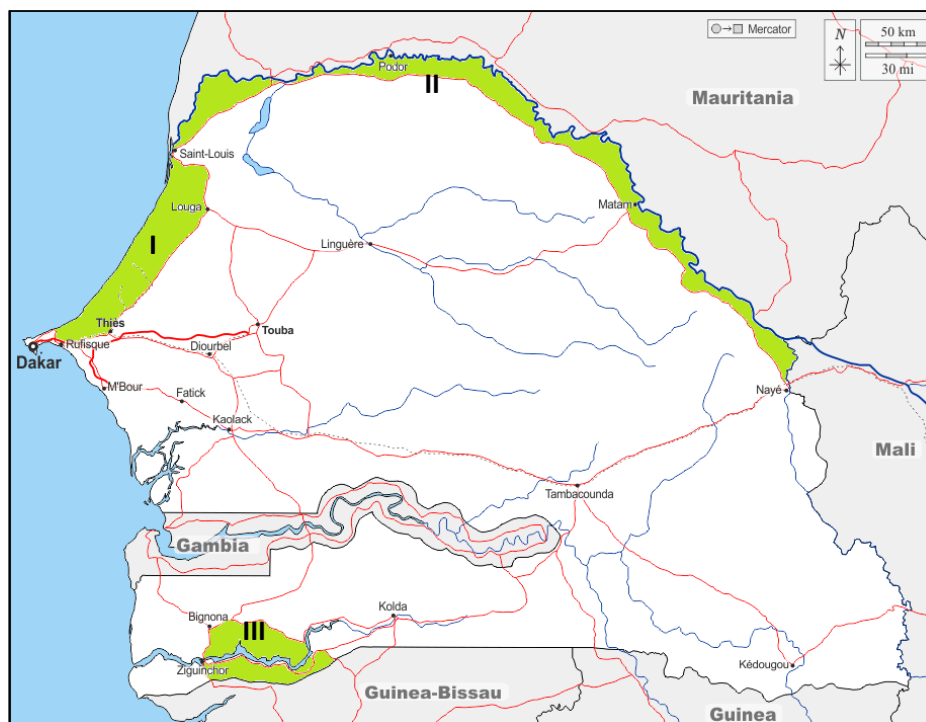 Mercator
N
50 km
30 mi
Podor
II
Mauritania
Saint-Louis
Louga
Matam
Linguère
I
Thiès
Touba
Rufisque
Dakar
Diourbel
M'Bour
Nayé
Fatick
Kaolack
Mali
Tambacounda
Gambia
Kolda
Bignona
III
Ziguinchor
Kédougou
Guinea-Bissau
Guinea